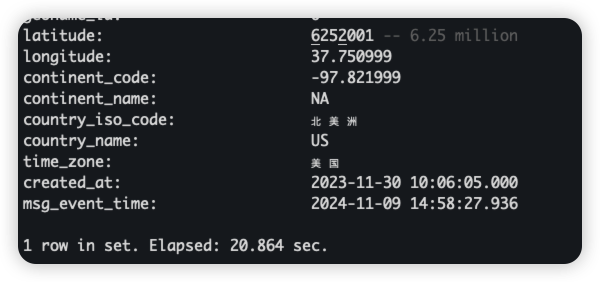 latitude: 6252001 -- 6.25 million
longitude: 37.750999
continent_code: -97.821999
continent_name: NA
country_iso_code: 北美洲
country_name: US
time_zone: 美国
created_at: 2023-11-30 10:06:05.000
msg_event_time: 2024-11-09 14:58:27.936
1 row in set. Elapsed: 20.864 sec.